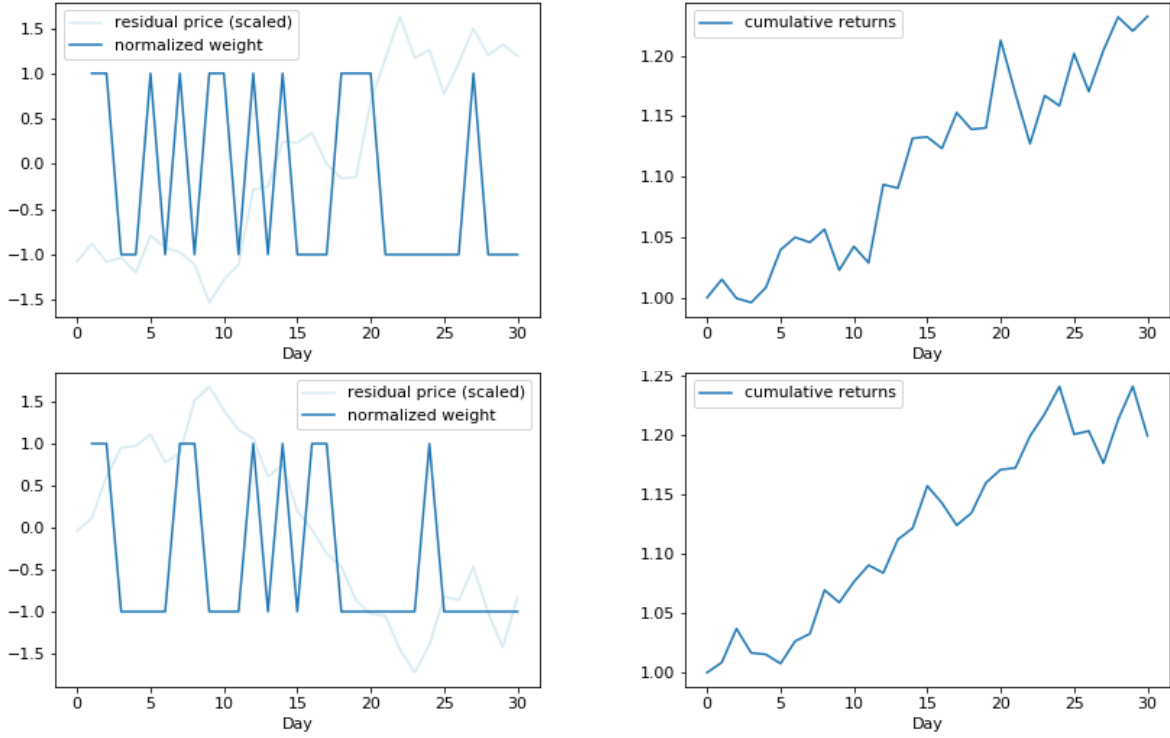 residual price (scaled)
normalized weight
1.5
1.0
0.5
0.0
−0.5
−1.0
−1.5
0 5 10 15 20 25 30
Day
cumulative returns
1.20
1.15
1.10
1.05
1.00
0 5 10 15 20 25 30
Day
residual price (scaled)
normalized weight
1.5
1.0
0.5
0.0
−0.5
−1.0
−1.5
0 5 10 15 20 25 30
Day
cumulative returns
1.25
1.20
1.15
1.10
1.05
1.00
0 5 10 15 20 25 30
Day